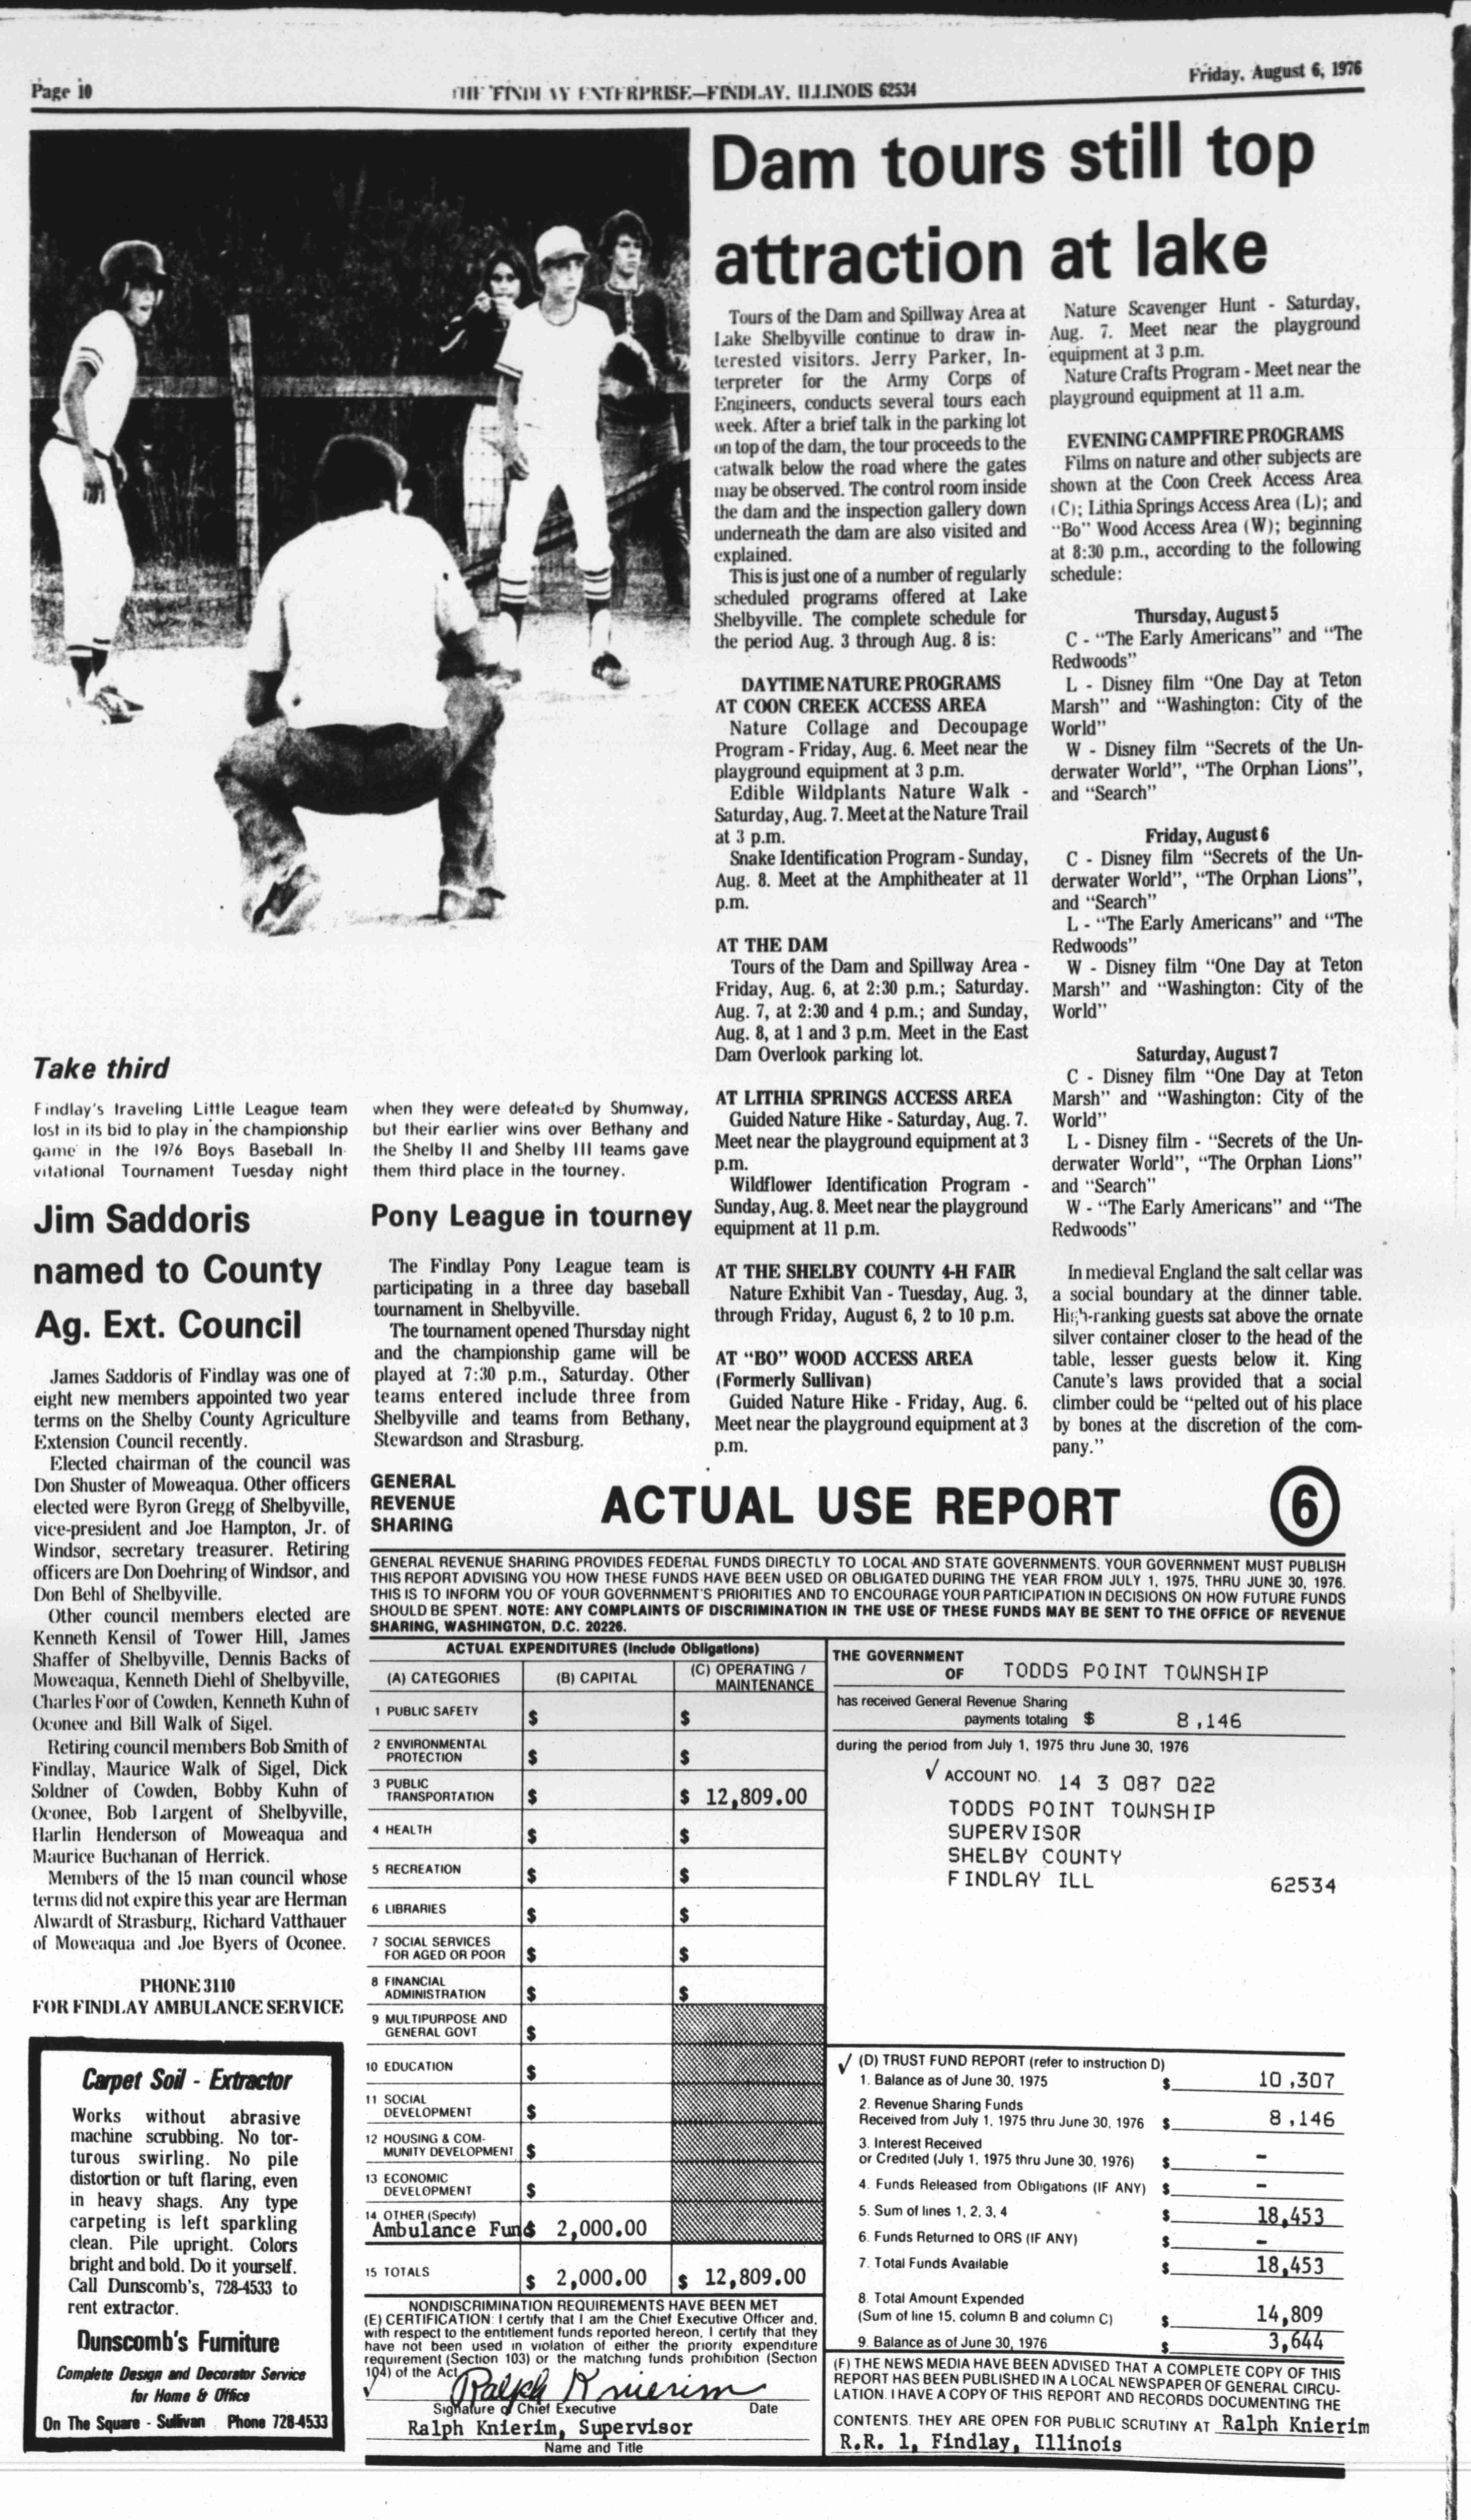 Page 10
THE FINDLAY ENTERPRISE—FINDLAY, ILLINOIS 62534
Friday, August 6, 1976
Take third
Findlay's traveling Little League team
lost in its bid to play in the championship
game in the 1976 Boys Baseball In-
vitational Tournament Tuesday night
when they were defeated by Shumway,
but their earlier wins over Bethany and
the Shelby II and Shelby III teams gave
them third place in the tourney.
Jim Saddoris
named to County
Ag. Ext. Council
James Saddoris of Findlay was one of
eight new members appointed two year
terms on the Shelby County Agriculture
Extension Council recently.
Elected chairman of the council was
Don Shuster of Moweaqua. Other officers
elected were Byron Gregg of Shelbyville,
vice-president and Joe Hampton, Jr. of
Windsor, secretary treasurer. Retiring
officers are Don Doehring of Windsor, and
Don Behl of Shelbyville.
Other council members elected are
Kenneth Kensil of Tower Hill, James
Shaffer of Shelbyville, Dennis Backs of
Moweaqua, Kenneth Diehl of Shelbyville,
Charles Foor of Cowden, Kenneth Kuhn of
Oconee and Bill Walk of Sigel.
Retiring council members Bob Smith of
Findlay, Maurice Walk of Sigel, Dick
Soldner of Cowden, Bobby Kuhn of
Oconee, Bob Largent of Shelbyville,
Harlin Henderson of Moweaqua and
Maurice Buchanan of Herrick.
Members of the 15 man council whose
terms did not expire this year are Herman
Alwardt of Strasburg, Richard Vatthauer
of Moweaqua and Joe Byers of Oconee.
PHONE 3110
FOR FINDLAY AMBULANCE SERVICE
Carpet Soil - Extractor
Works without abrasive
machine scrubbing. No tor-
turous swirling. No pile
distortion or tuft flaring, even
in heavy shags. Any type
carpeting is left sparkling
clean. Pile upright. Colors
bright and bold. Do it yourself.
Call Dunscomb's, 728-4533 to
rent extractor.
Dunscomb's Furniture
Complete Design and Decorator Service
for Home & Office
On The Square - Sullivan Phone 728-4533
Pony League in tourney
The Findlay Pony League team is
participating in a three day baseball
tournament in Shelbyville.
The tournament opened Thursday night
and the championship game will be
played at 7:30 p.m., Saturday. Other
teams entered include three from
Shelbyville and teams from Bethany,
Stewardson and Strasburg.
Dam tours still top
attraction at lake
Tours of the Dam and Spillway Area at
Lake Shelbyville continue to draw in-
terested visitors. Jerry Parker, In-
terpreter for the Army Corps of
Engineers, conducts several tours each
week. After a brief talk in the parking lot
on top of the dam, the tour proceeds to the
catwalk below the road where the gates
may be observed. The control room inside
the dam and the inspection gallery down
underneath the dam are also visited and
explained.
This is just one of a number of regularly
scheduled programs offered at Lake
Shelbyville. The complete schedule for
the period Aug. 3 through Aug. 8 is:
DAYTIME NATURE PROGRAMS
AT COON CREEK ACCESS AREA
Nature Collage and Decoupage
Program - Friday, Aug. 6. Meet near the
playground equipment at 3 p.m.
Edible Wildplants Nature Walk -
Saturday, Aug. 7. Meet at the Nature Trail
at 3 p.m.
Snake Identification Program - Sunday,
Aug. 8. Meet at the Amphitheater at 11
p.m.
AT THE DAM
Tours of the Dam and Spillway Area -
Friday, Aug. 6, at 2:30 p.m.; Saturday.
Aug. 7, at 2:30 and 4 p.m.; and Sunday,
Aug. 8, at 1 and 3 p.m. Meet in the East
Dam Overlook parking lot.
AT LITHIA SPRINGS ACCESS AREA
Guided Nature Hike - Saturday, Aug. 7.
Meet near the playground equipment at 3
p.m.
Wildflower Identification Program -
Sunday, Aug. 8. Meet near the playground
equipment at 11 p.m.
AT THE SHELBY COUNTY 4-H FAIR
Nature Exhibit Van - Tuesday, Aug. 3,
through Friday, August 6, 2 to 10 p.m.
AT "BO" WOOD ACCESS AREA
(Formerly Sullivan)
Guided Nature Hike - Friday, Aug. 6.
Meet near the playground equipment at 3
p.m.
Nature Scavenger Hunt - Saturday,
Aug. 7. Meet near the playground
equipment at 3 p.m.
Nature Crafts Program - Meet near the
playground equipment at 11 a.m.
EVENING CAMPFIRE PROGRAMS
Films on nature and other subjects are
shown at the Coon Creek Access Area
(C); Lithia Springs Access Area (L); and
"Bo" Wood Access Area (W); beginning
at 8:30 p.m., according to the following
schedule:
Thursday, August 5
C - "The Early Americans" and "The
Redwoods"
L - Disney film "One Day at Teton
Marsh" and "Washington: City of the
World"
W - Disney film "Secrets of the Un-
derwater World", "The Orphan Lions",
and "Search"
Friday, August 6
C - Disney film "Secrets of the Un-
derwater World", "The Orphan Lions",
and "Search"
L - "The Early Americans" and "The
Redwoods"
W - Disney film "One Day at Teton
Marsh" and "Washington: City of the
World"
Saturday, August 7
C - Disney film "One Day at Teton
Marsh" and "Washington: City of the
World"
L - Disney film - "Secrets of the Un-
derwater World", "The Orphan Lions"
and "Search"
W - "The Early Americans" and "The
Redwoods"
In medieval England the salt cellar was
a social boundary at the dinner table.
High-ranking guests sat above the ornate
silver container closer to the head of the
table, lesser guests below it. King
Canute's laws provided that a social
climber could be "pelted out of his place
by bones at the discretion of the com-
pany."
GENERAL
REVENUE
SHARING
ACTUAL USE REPORT
6
GENERAL REVENUE SHARING PROVIDES FEDERAL FUNDS DIRECTLY TO LOCAL AND STATE GOVERNMENTS. YOUR GOVERNMENT MUST PUBLISH
THIS REPORT ADVISING YOU HOW THESE FUNDS HAVE BEEN USED OR OBLIGATED DURING THE YEAR FROM JULY 1, 1975, THRU JUNE 30, 1976.
THIS IS TO INFORM YOU OF YOUR GOVERNMENT'S PRIORITIES AND TO ENCOURAGE YOUR PARTICIPATION IN DECISIONS ON HOW FUTURE FUNDS
SHOULD BE SPENT. NOTE: ANY COMPLAINTS OF DISCRIMINATION IN THE USE OF THESE FUNDS MAY BE SENT TO THE OFFICE OF REVENUE
SHARING, WASHINGTON, D.C. 20226.
ACTUAL EXPENDITURES (Include Obligations)
(A) CATEGORIES (B) CAPITAL (C) OPERATING / MAINTENANCE
1 PUBLIC SAFETY $ $
2 ENVIRONMENTAL
PROTECTION $ $
3 PUBLIC
TRANSPORTATION $ $ 12,809.00
4 HEALTH $ $
5 RECREATION $ $
6 LIBRARIES $ $
7 SOCIAL SERVICES
FOR AGED OR POOR $ $
8 FINANCIAL
ADMINISTRATION $ $
9 MULTIPURPOSE AND
GENERAL GOVT $
10 EDUCATION $
11 SOCIAL
DEVELOPMENT $
12 HOUSING & COM-
MUNITY DEVELOPMENT $
13 ECONOMIC
DEVELOPMENT $
14 OTHER (Specify)
Ambulance Fund $ 2,000.00
15 TOTALS $ 2,000.00 $ 12,809.00
NONDISCRIMINATION REQUIREMENTS HAVE BEEN MET
(E) CERTIFICATION: I certify that I am the Chief Executive Officer and,
with respect to the entitlement funds reported hereon, I certify that they
have not been used in violation of either the priority expenditure
requirement (Section 103) or the matching funds prohibition (Section
104) of the Act.
✓ Ralph Knierim
Signature of Chief Executive Date
Ralph Knierim, Supervisor
Name and Title
THE GOVERNMENT
OF TODDS POINT TOWNSHIP
has received General Revenue Sharing
payments totaling $ 8,146
during the period from July 1, 1975 thru June 30, 1976
✓ ACCOUNT NO. 14 3 087 022
TODDS POINT TOWNSHIP
SUPERVISOR
SHELBY COUNTY
FINDLAY ILL 62534
✓ (D) TRUST FUND REPORT (refer to instruction D)
1. Balance as of June 30, 1975 $ 10,307
2. Revenue Sharing Funds
Received from July 1, 1975 thru June 30, 1976 $ 8,146
3. Interest Received
or Credited (July 1, 1975 thru June 30, 1976) $ -
4. Funds Released from Obligations (IF ANY) $ -
5. Sum of lines 1, 2, 3, 4 $ 18,453
6. Funds Returned to ORS (IF ANY) $ -
7. Total Funds Available $ 18,453
8. Total Amount Expended
(Sum of line 15, column B and column C) $ 14,809
9. Balance as of June 30, 1976 $ 3,644
(F) THE NEWS MEDIA HAVE BEEN ADVISED THAT A COMPLETE COPY OF THIS
REPORT HAS BEEN PUBLISHED IN A LOCAL NEWSPAPER OF GENERAL CIRCU-
LATION. I HAVE A COPY OF THIS REPORT AND RECORDS DOCUMENTING THE
CONTENTS. THEY ARE OPEN FOR PUBLIC SCRUTINY AT Ralph Knierim
R.R. 1, Findlay, Illinois